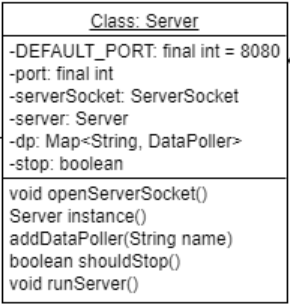 Class: Server
-DEFAULT_PORT: final int = 8080
-port: final int
-serverSocket: ServerSocket
-server: Server
-dp: Map<String, DataPoller>
-stop: boolean
void openServerSocket()
Server instance()
addDataPoller(String name)
boolean shouldStop()
void runServer()